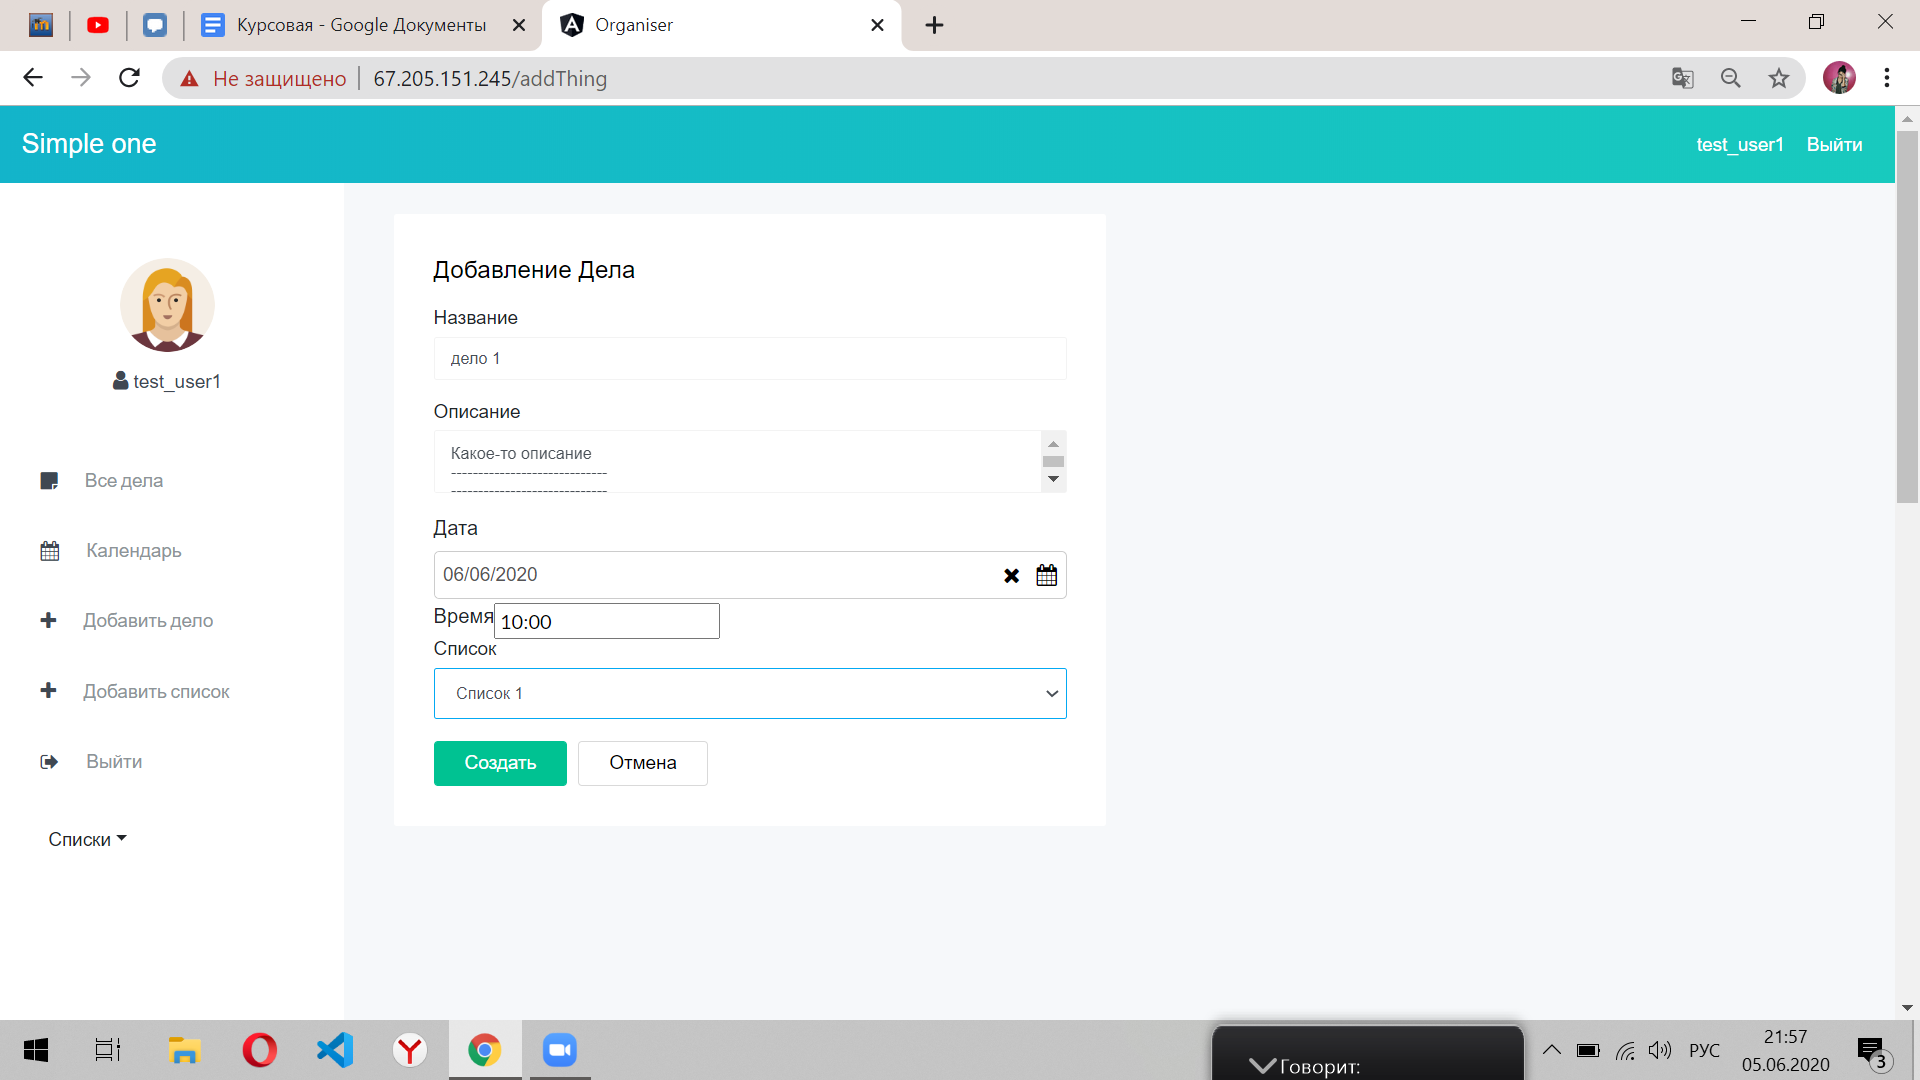 Курсовая - Google Документы
Organiser
Не защищено
67.205.151.245/addThing
Simple one
test_user1 Выйти
test_user1
Все дела
Календарь
Добавить дело
Добавить список
Выйти
Списки
Добавление Дела
Название
дело 1
Описание
Какое-то описание
-----------------------------
-----------------------------
Дата
06/06/2020
Время 10:00
Список
Список 1
Создать Отмена
Говорит:
РУС
21:57
05.06.2020
3